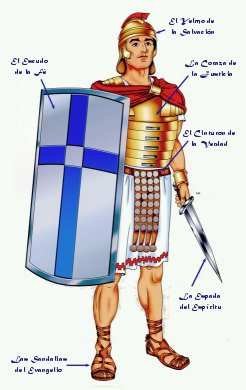 El Yelmo de
la Salvación
El Escudo
de la Fé
La Coraza de
la Justicia
El Cinturon de
la Verdad
La Espada
del Espíritu
Las Sandalias
del Evangelio